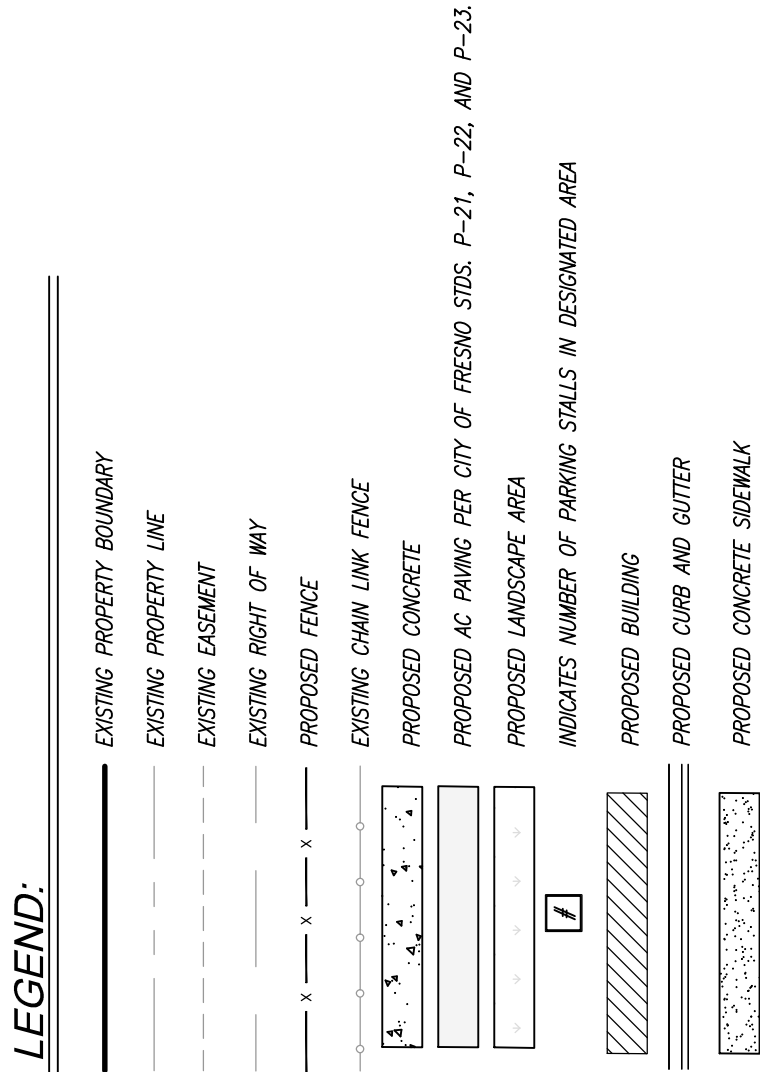 LEGEND:
EXISTING PROPERTY BOUNDARY
EXISTING PROPERTY LINE
EXISTING EASEMENT
EXISTING RIGHT OF WAY
X X X PROPOSED FENCE
EXISTING CHAIN LINK FENCE
PROPOSED CONCRETE
PROPOSED AC PAVING PER CITY OF FRESNO STDS. P-21, P-22, AND P-23.
PROPOSED LANDSCAPE AREA
# INDICATES NUMBER OF PARKING STALLS IN DESIGNATED AREA
PROPOSED BUILDING
PROPOSED CURB AND GUTTER
PROPOSED CONCRETE SIDEWALK